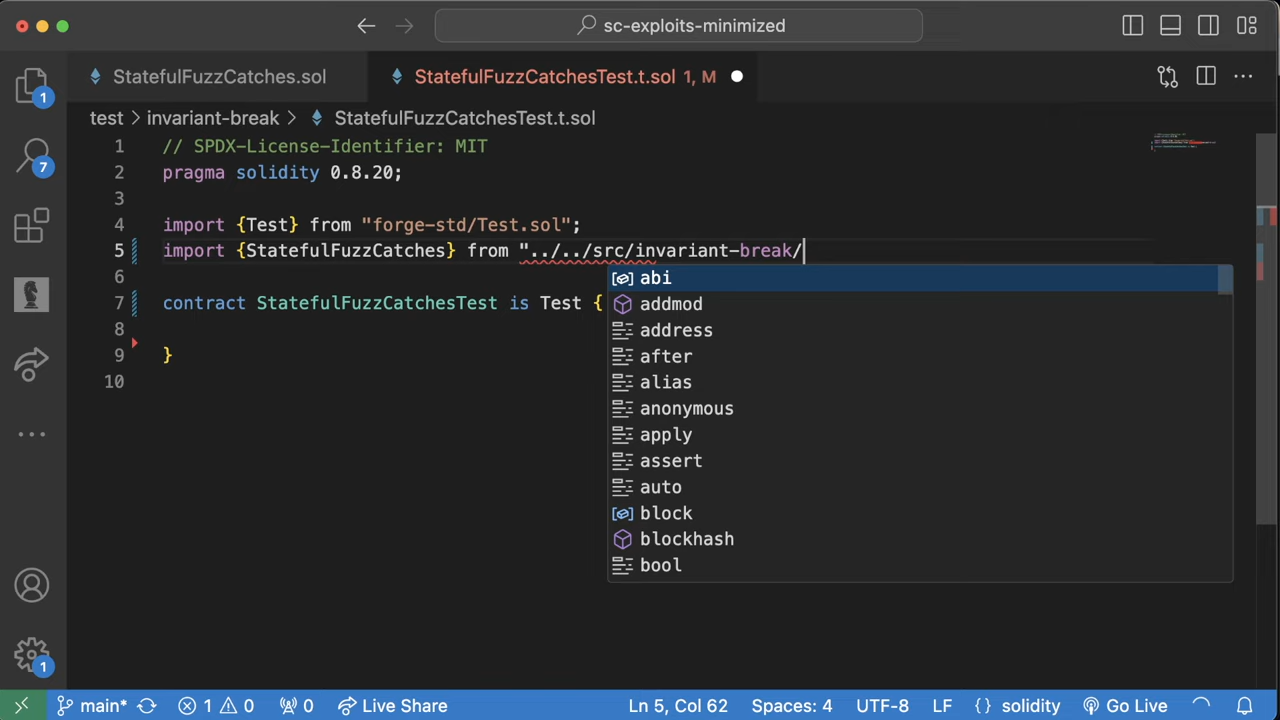 sc-exploits-minimized
StatefulFuzzCatches.sol
StatefulFuzzCatchesTest.t.sol 1, M
test > invariant-break > StatefulFuzzCatchesTest.t.sol
1 // SPDX-License-Identifier: MIT
2 pragma solidity 0.8.20;
3
4 import {Test} from "forge-std/Test.sol";
5 import {StatefulFuzzCatches} from "../../src/invariant-break/
6
7 contract StatefulFuzzCatchesTest is Test {
8
9 }
10
abi
addmod
address
after
alias
anonymous
apply
assert
auto
block
blockhash
bool
1
7
1
main* 1 0 0 Live Share Ln 5, Col 62 Spaces: 4 UTF-8 LF {} solidity Go Live